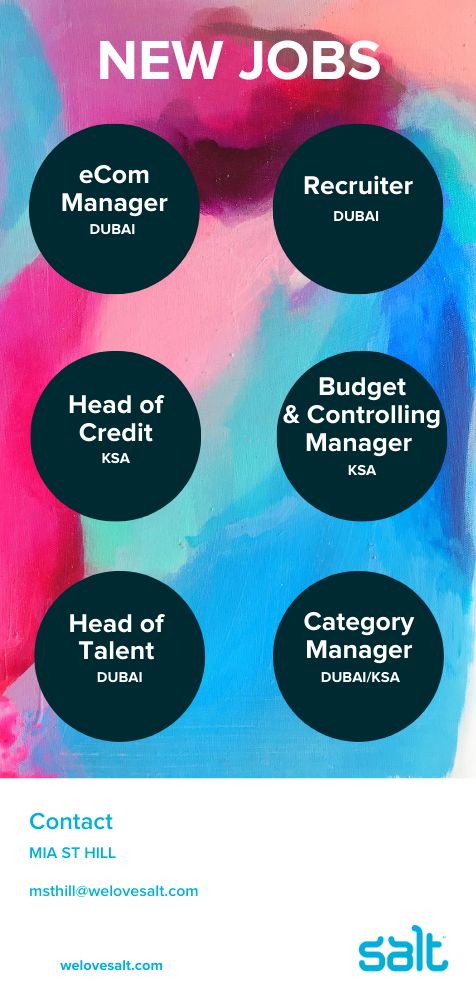 NEW JOBS
eCom
Manager
DUBAI
Recruiter
DUBAI
Head of
Credit
KSA
Budget
& Controlling
Manager
KSA
Head of
Talent
DUBAI
Category
Manager
DUBAI/KSA
Contact
MIA ST HILL
msthill@welovesalt.com
welovesalt.com
salt